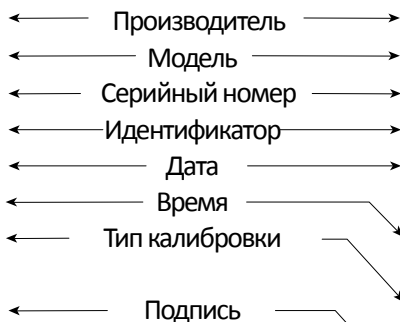 Производитель
Модель
Серийный номер
Идентификатор
Дата
Время
Тип калибровки
Подпись